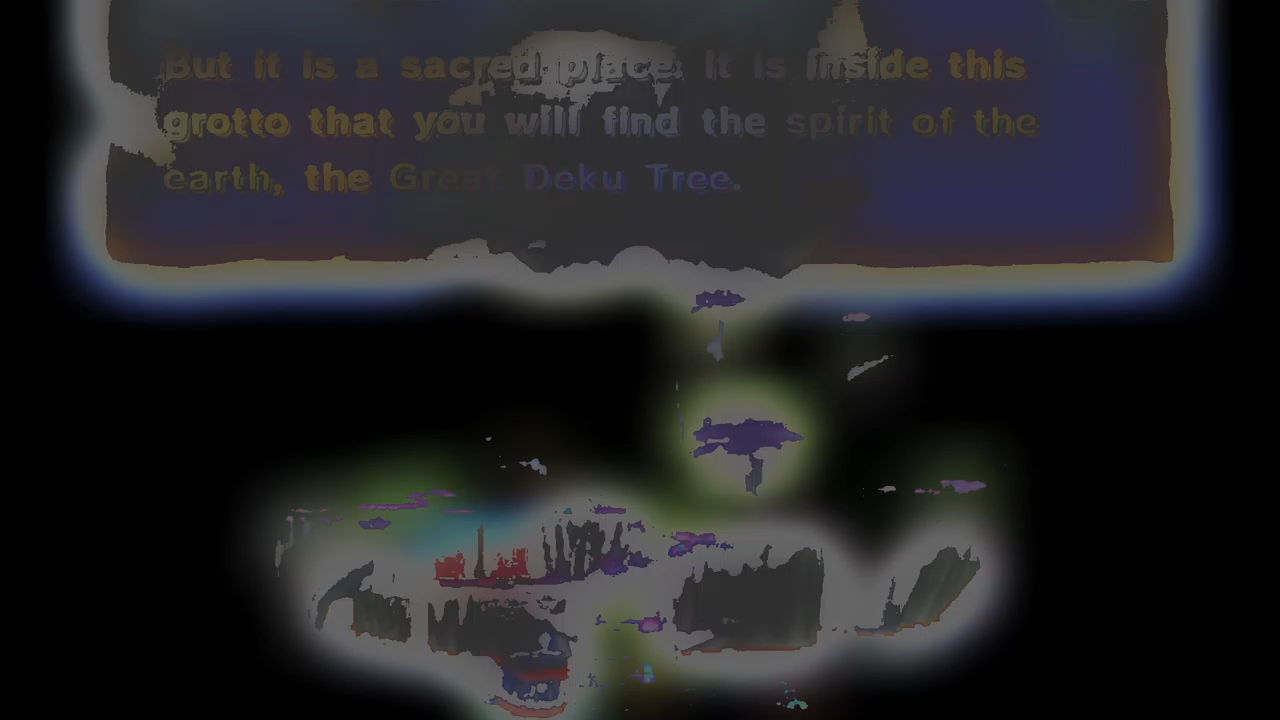 But it is a sacred place. It is inside this
grotto that you will find the spirit of the
earth, the Great Deku Tree.